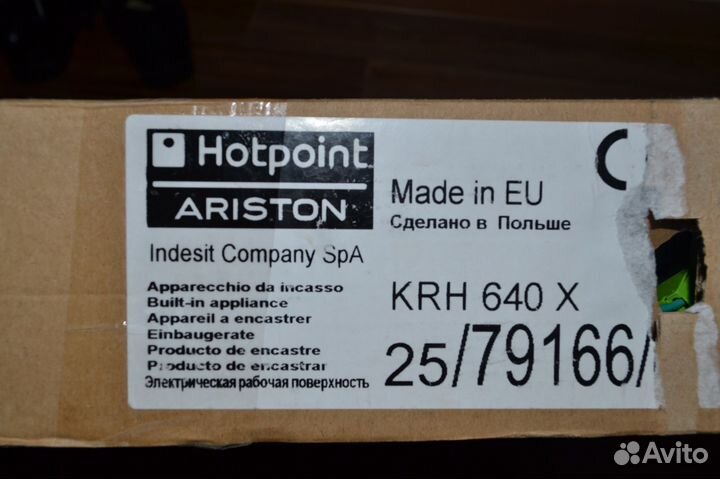 Hotpoint
ARISTON
Indesit Company SpA
Apparecchio da incasso
Built-in appliance
Appareil a encastrer
Einbaugerate
Producto de encastre
Producto de encastrar
Электрическая рабочая поверхность
Made in EU
Сделано в Польше
KRH 640 X
25/79166/
Avito